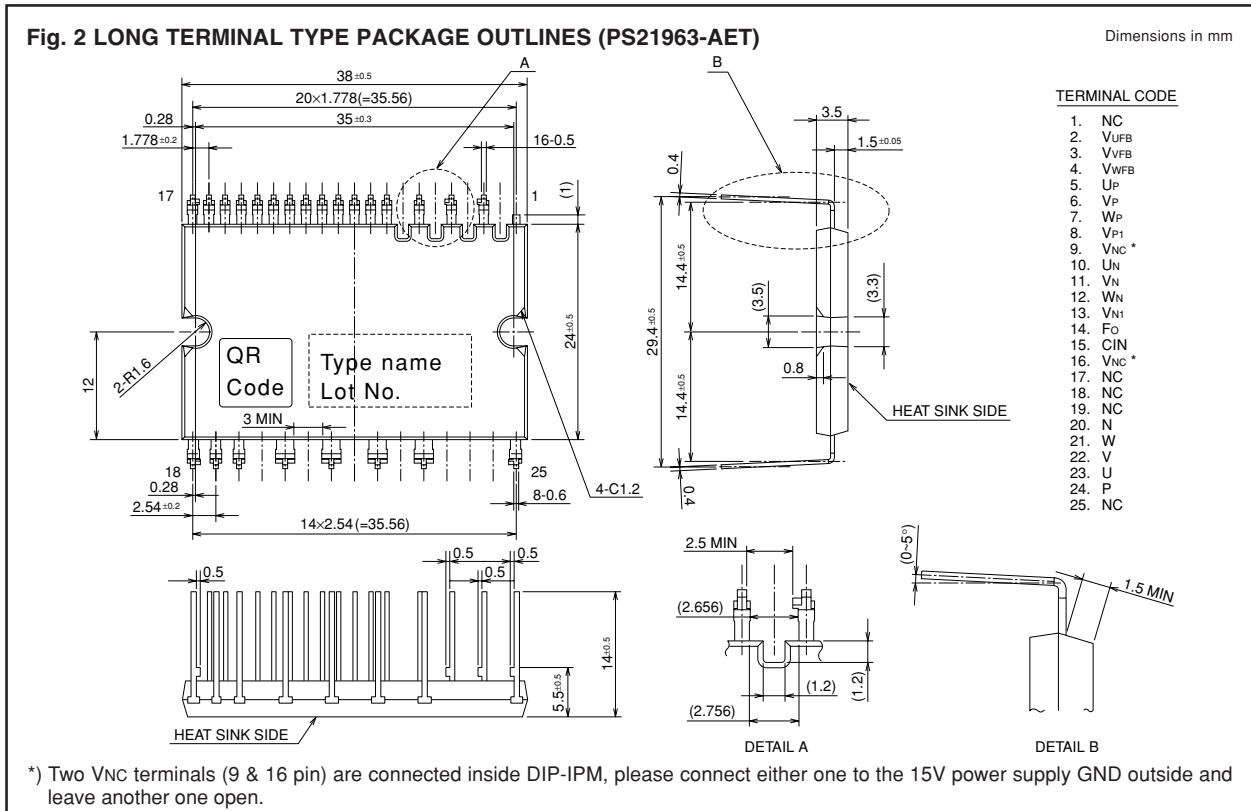 Fig. 2 LONG TERMINAL TYPE PACKAGE OUTLINES (PS21963-AET)
Dimensions in mm
A
B
38±0.5
20×1.778(=35.56)
0.28
35±0.3
1.778±0.2
16-0.5
17
1
(1)
24±0.5
12
2-R1.6
QR
Code
Type name
Lot No.
3 MIN
18
25
0.28
2.54±0.2
14×2.54(=35.56)
8-0.6
4-C1.2
3.5
1.5±0.05
0.4
14.4±0.5
29.4±0.5
14.4±0.5
(3.5)
(3.3)
0.8
HEAT SINK SIDE
0.4
TERMINAL CODE
1. NC
2. VUFB
3. VVFB
4. VWFB
5. UP
6. VP
7. WP
8. VP1
9. VNC *
10. UN
11. VN
12. WN
13. VN1
14. FO
15. CIN
16. VNC *
17. NC
18. NC
19. NC
20. N
21. W
22. V
23. U
24. P
25. NC
0.5
0.5
0.5
0.5
14±0.5
5.5±0.5
HEAT SINK SIDE
2.5 MIN
(2.656)
(1.2)
(1.2)
(2.756)
DETAIL A
(0~5°)
1.5 MIN
DETAIL B
*) Two VNC terminals (9 & 16 pin) are connected inside DIP-IPM, please connect either one to the 15V power supply GND outside and
leave another one open.